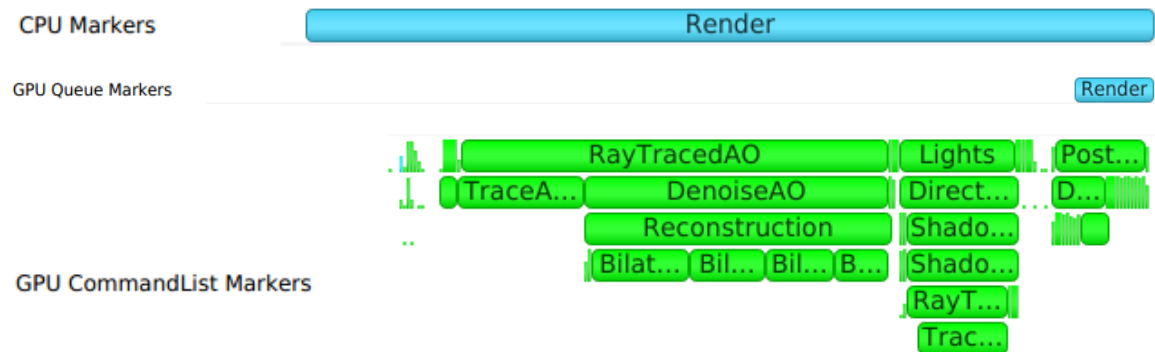 CPU Markers Render
GPU Queue Markers Render
RayTracedAO Lights Post...
TraceA... DenoiseAO Direct... D...
Reconstruction Shado...
Bilat... Bil... Bil... B... Shado...
GPU CommandList Markers RayT...
Trac...